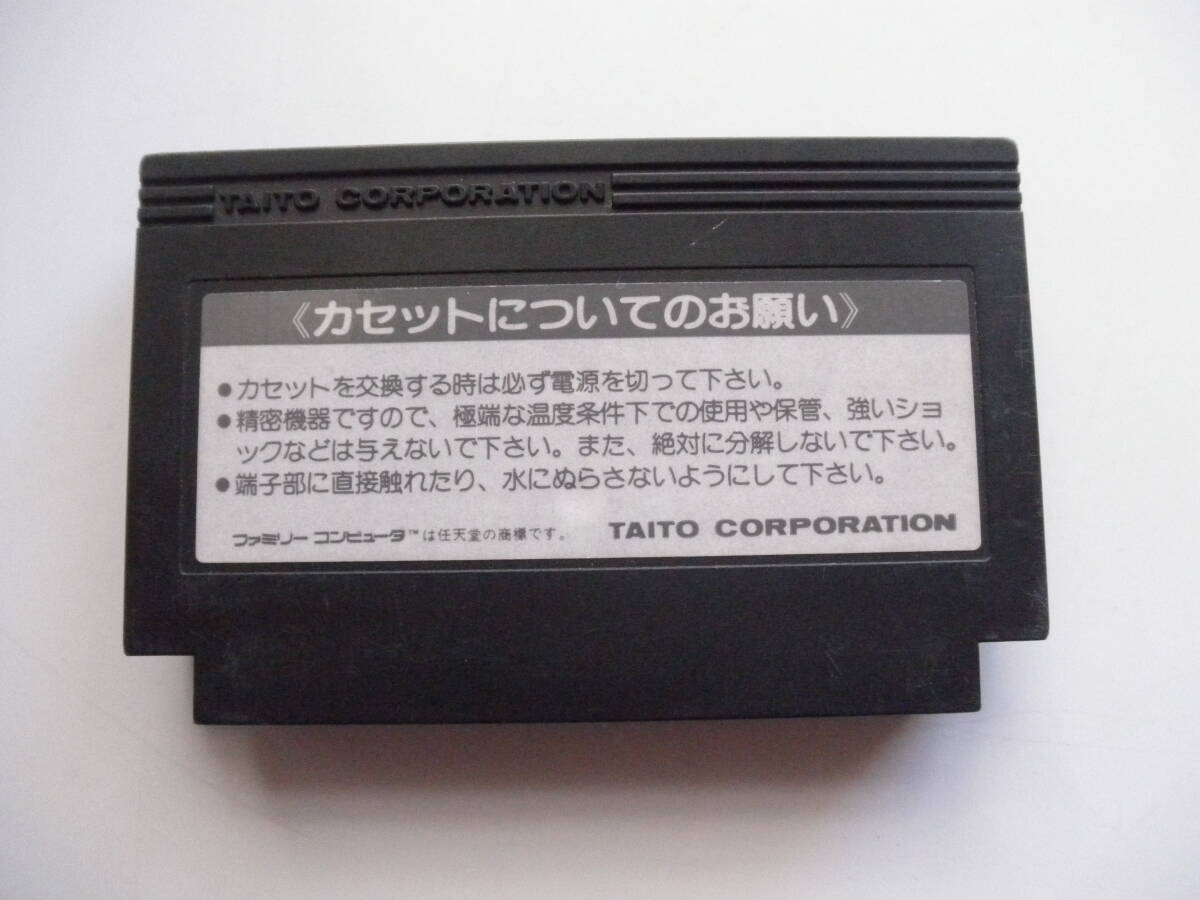 TAITO CORPORATION
《カセットについてのお願い》
●カセットを交換する時は必ず電源を切って下さい。
●精密機器ですので、極端な温度条件下での使用や保管、強いショ
ックなどは与えないで下さい。また、絶対に分解しないで下さい。
●端子部に直接触れたり、水にぬらさないようにして下さい。
ファミリーコンピュータ™は任天堂の商標です。 TAITO CORPORATION